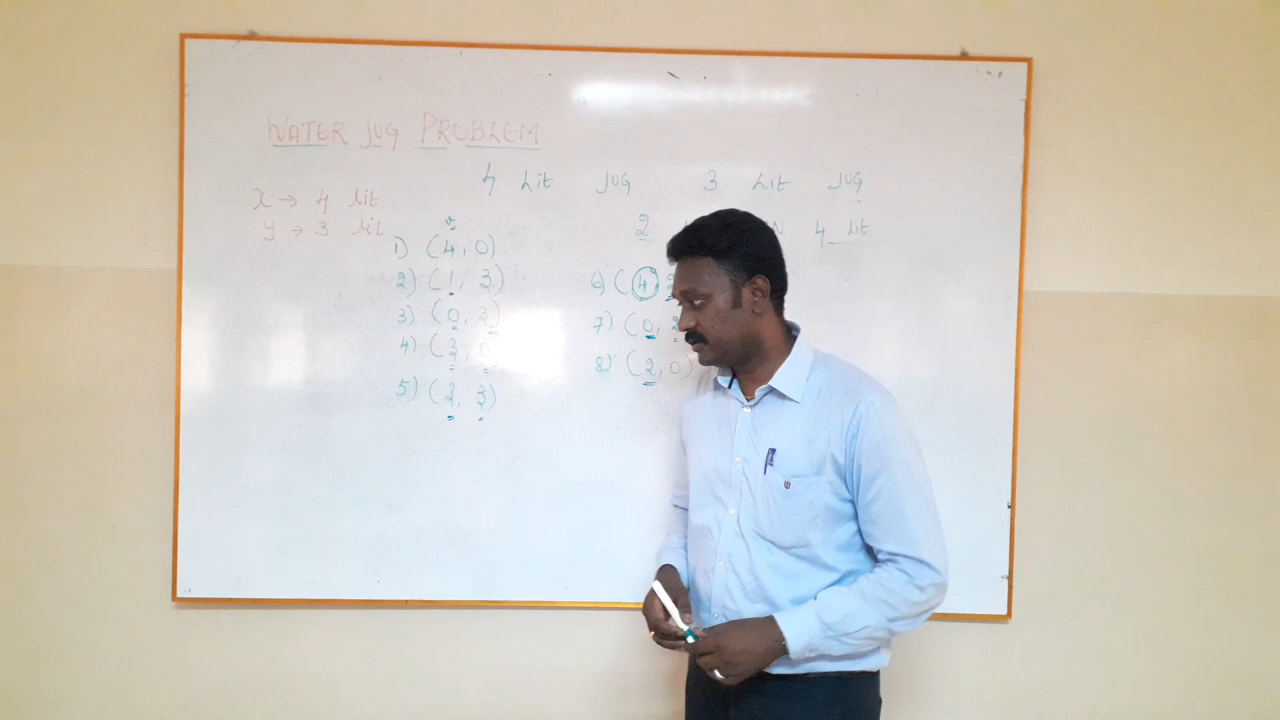 WATER JUG PROBLEM
4 Lit JUG 3 Lit JUG
x → 4 lit
y → 3 lit
2 4 Lit
1) (4, 0)
2) (1, 3)
3) (0, 3)
4) (3, 0
5) (3, 3)
6) (4,
7) (0, 2
8) (2, 0)